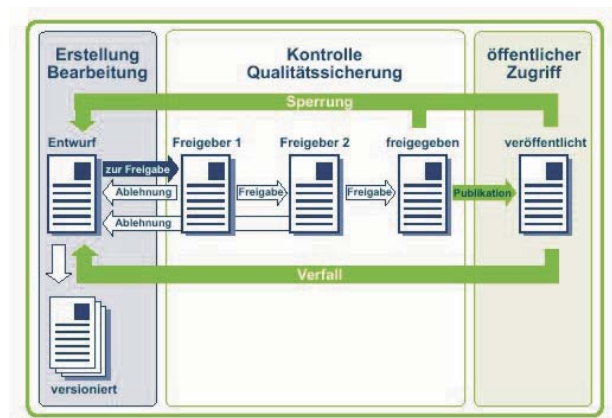 Erstellung
Bearbeitung
Kontrolle
Qualitätssicherung
öffentlicher
Zugriff
Sperrung
Entwurf
Freigeber 1
Freigeber 2
freigegeben
veröffentlicht
zur Freigabe
Ablehnung
Freigabe
Freigabe
Publikation
Ablehnung
Verfall
versioniert